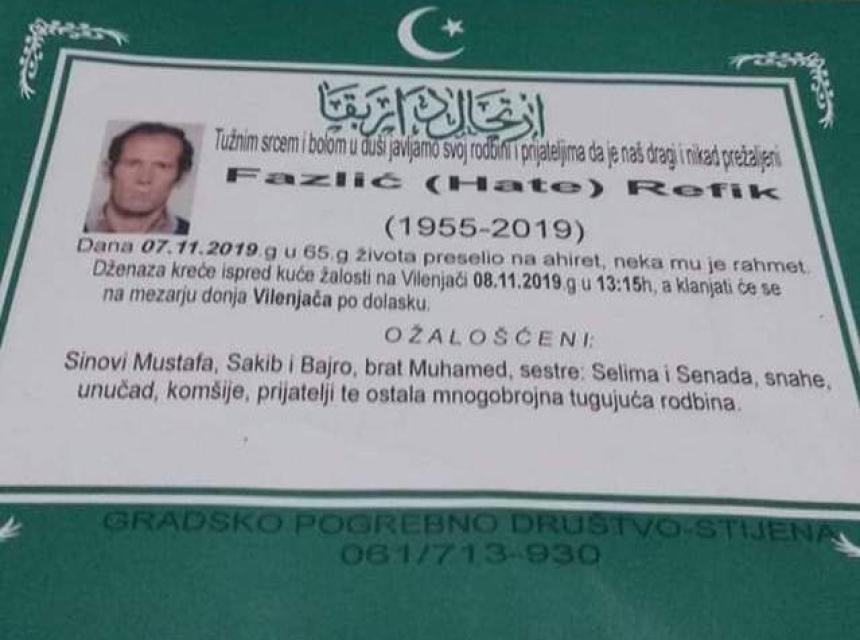 ارتحال دار بقا
Tužnim srcem i bolom u duši javljamo svoj rodbini i prijateljima da je naš dragi i nikad prežaljeni
Fazlić (Hate) Refik
(1955-2019)
Dana 07.11.2019.g u 65.g života preselio na ahiret, neka mu je rahmet.
Dženaza kreće ispred kuće žalosti na Vilenjači 08.11.2019.g u 13:15h, a klanjati će se
na mezarju donja Vilenjača po dolasku.
OŽALOŠĆENI:
Sinovi Mustafa, Sakib i Bajro, brat Muhamed, sestre: Selima i Senada, snahe,
unučad, komšije, prijatelji te ostala mnogobrojna tugujuća rodbina.
GRADSKO POGREBNO DRUŠTVO-STIJENA
061/713-930